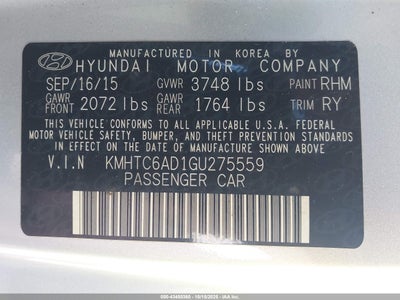 MANUFACTURED IN KOREA BY
HYUNDAI MOTOR COMPANY
SEP/16/15 GVWR 3748 lbs PAINT RHM
GAWR FRONT 2072 lbs GAWR REAR 1764 lbs TRIM RY
THIS VEHICLE CONFORMS TO ALL APPLICABLE U.S.A. FEDERAL
MOTOR VEHICLE SAFETY, BUMPER, AND THEFT PREVENTION
STANDARDS IN EFFECT ON THE DATE OF MANUFACTURE SHOWN ABOVE.
V.I.N KMHTC6AD1GU275559
PASSENGER CAR